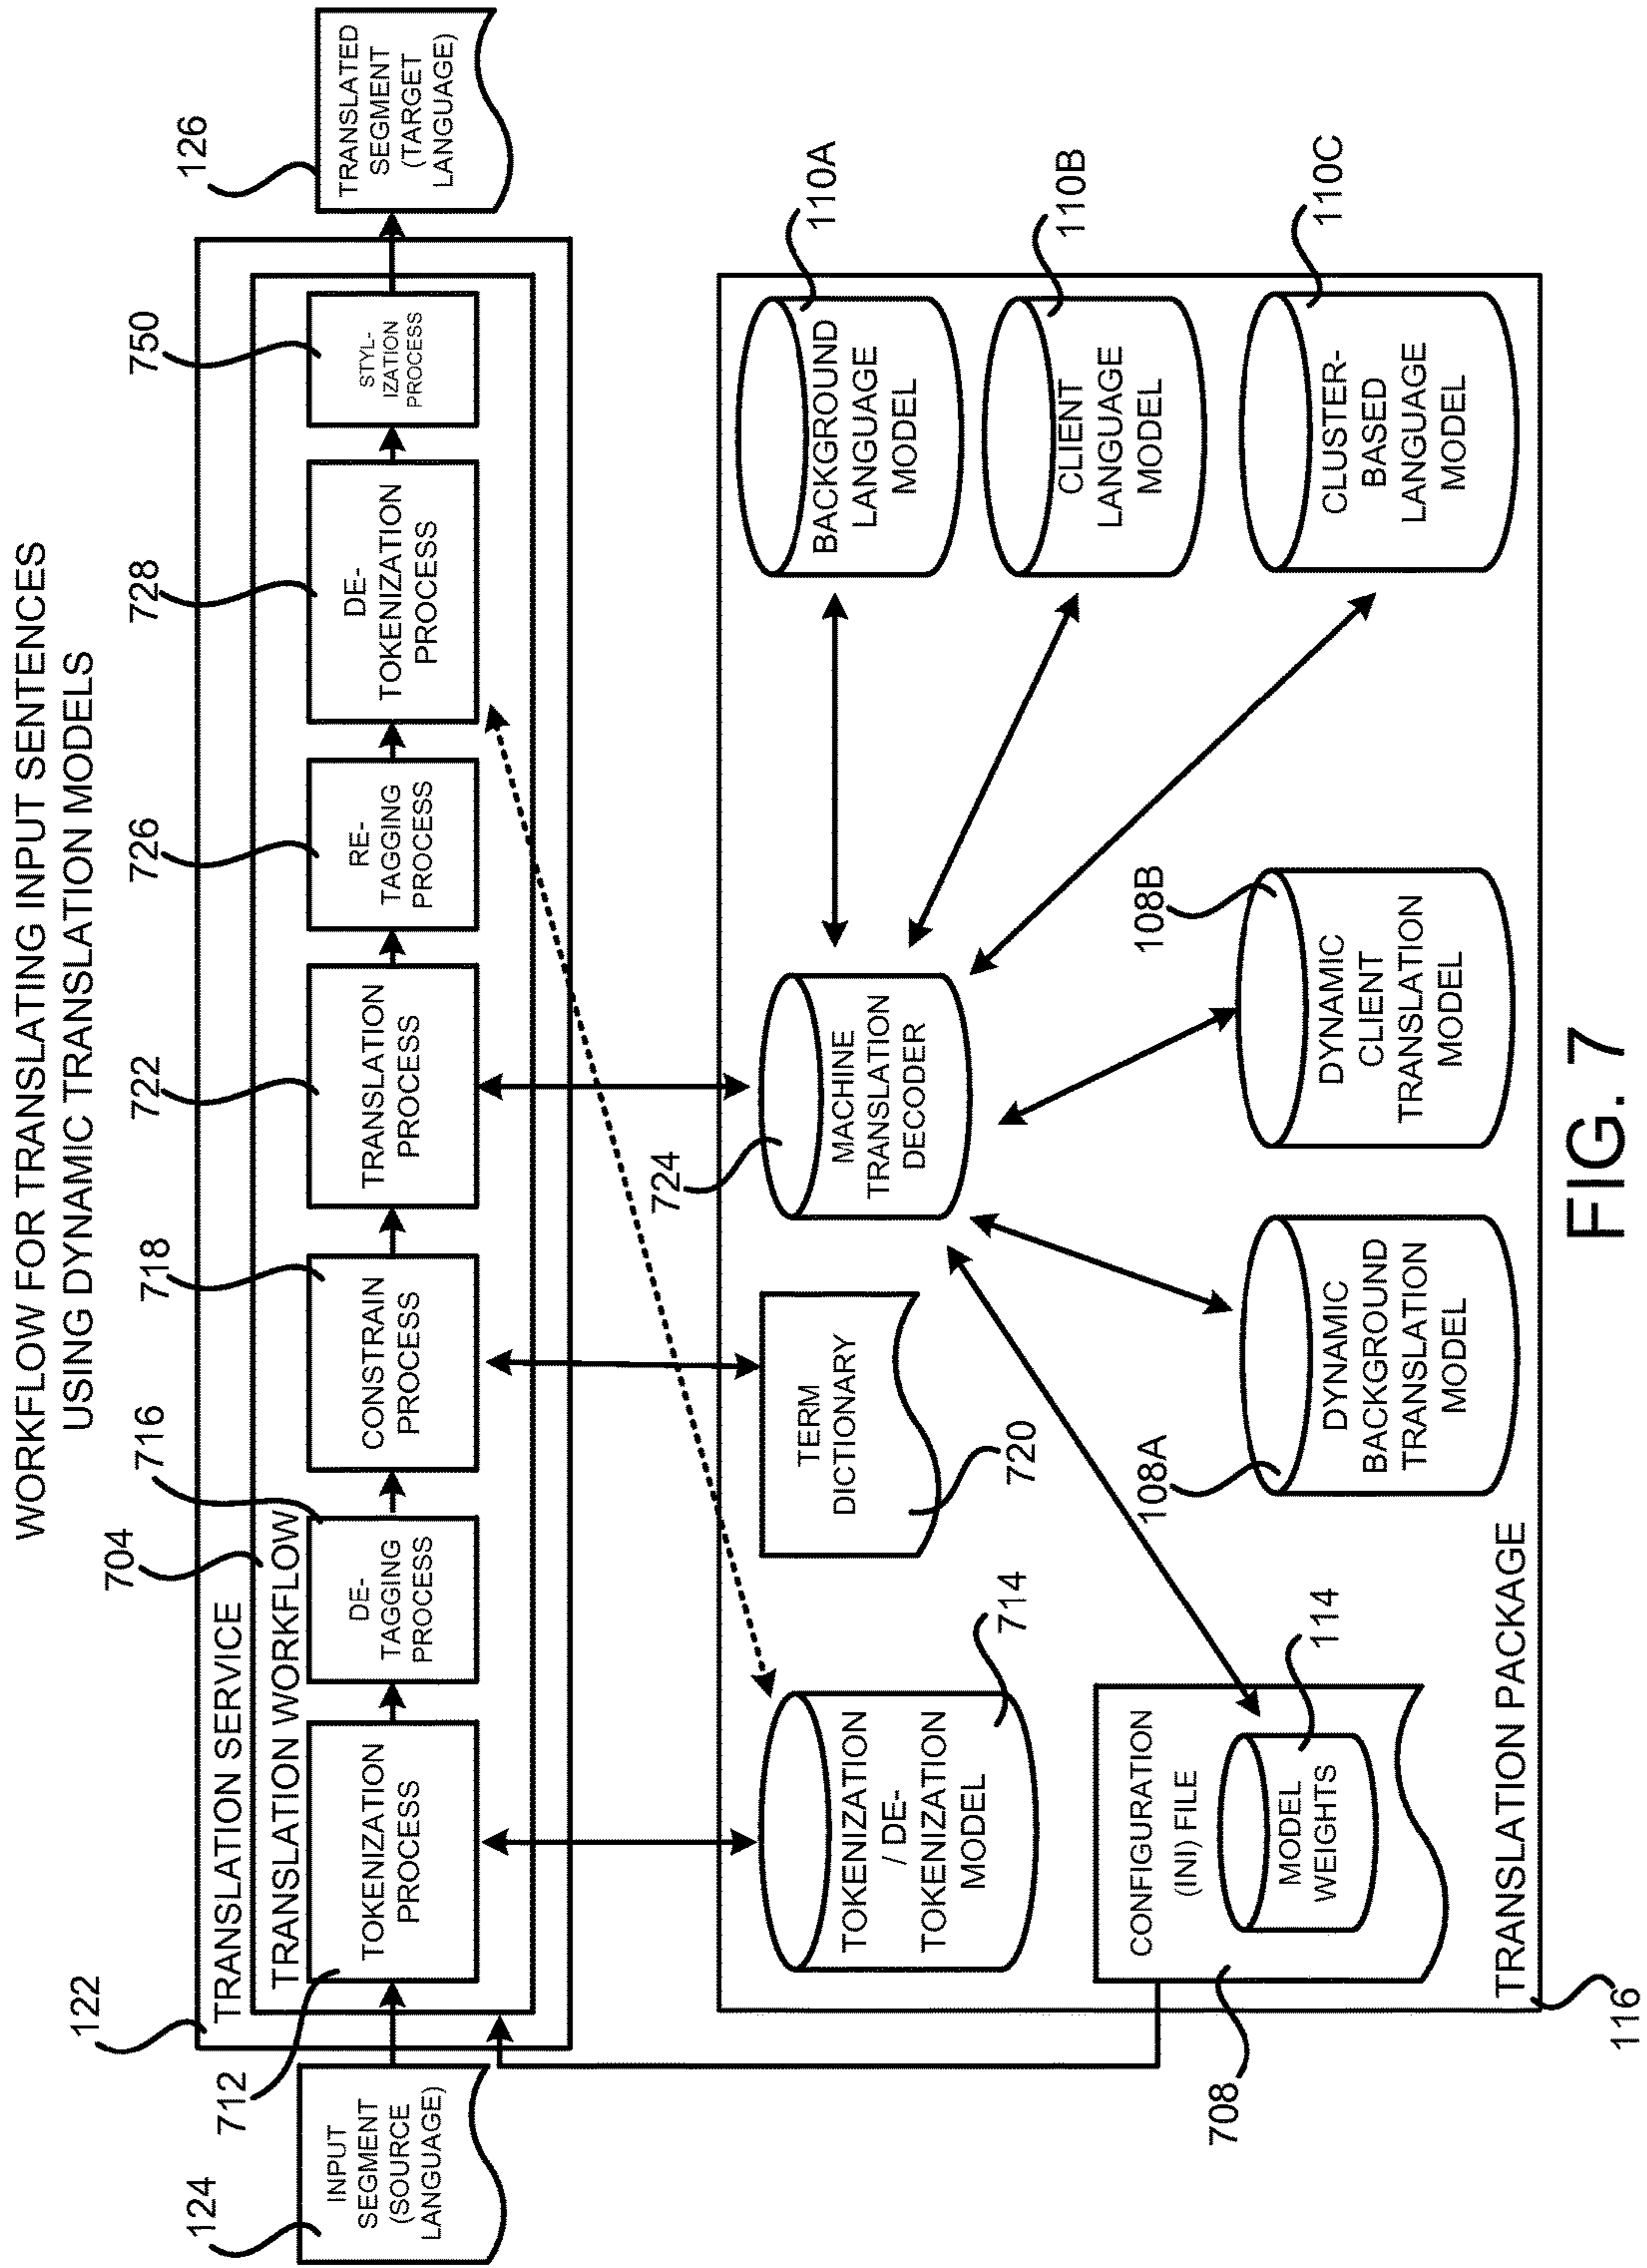 WORKFLOW FOR TRANSLATING INPUT SENTENCES
USING DYNAMIC TRANSLATION MODELS
122
TRANSLATION SERVICE
704
TRANSLATION WORKFLOW
124
INPUT
SEGMENT
(SOURCE
LANGUAGE)
712
TOKENIZATION
PROCESS
716
DE-
TAGGING
PROCESS
718
CONSTRAIN
PROCESS
722
TRANSLATION
PROCESS
726
RE-
TAGGING
PROCESS
728
DE-
TOKENIZATION
PROCESS
750
STYL-
IZATION
PROCESS
126
TRANSLATED
SEGMENT
(TARGET
LANGUAGE)
TOKENIZATION
/ DE-
TOKENIZATION
MODEL
714
TERM
DICTIONARY
720
724
MACHINE
TRANSLATION
DECODER
BACKGROUND
LANGUAGE
MODEL
110A
CLIENT
LANGUAGE
MODEL
110B
CLUSTER-
BASED
LANGUAGE
MODEL
110C
708
CONFIGURATION
(INI) FILE
MODEL
WEIGHTS
114
108A
DYNAMIC
BACKGROUND
TRANSLATION
MODEL
108B
DYNAMIC
CLIENT
TRANSLATION
MODEL
TRANSLATION PACKAGE
116
FIG. 7